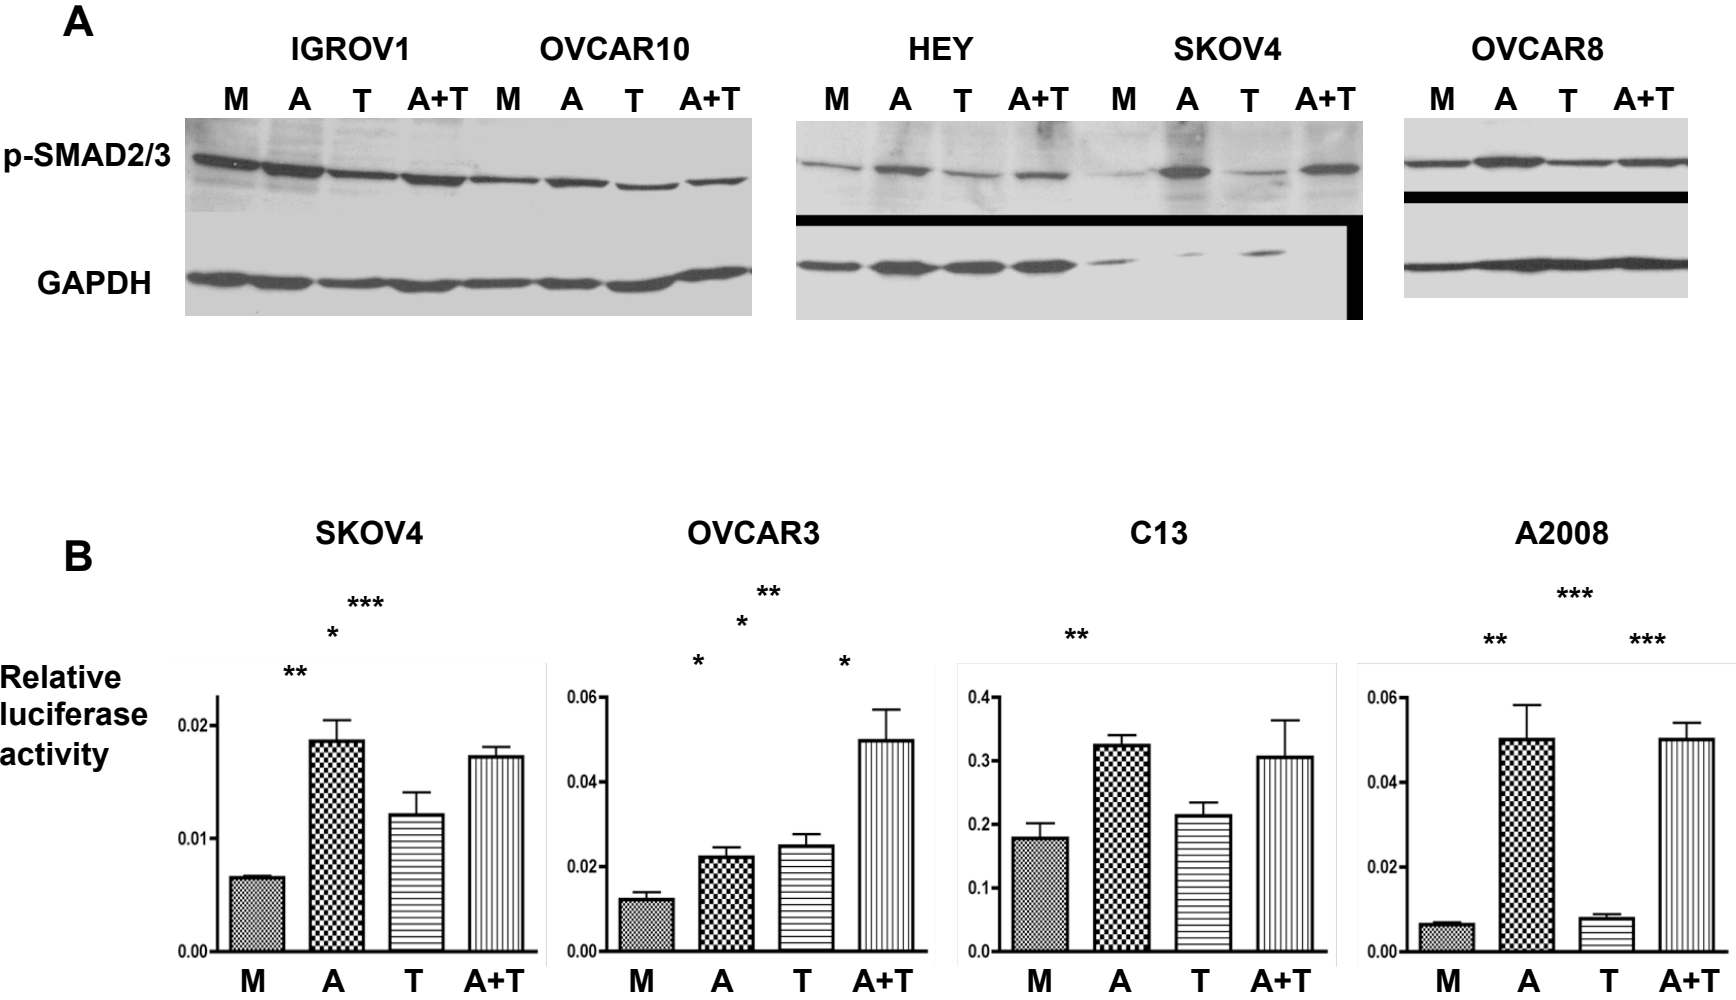 A
IGROV1 OVCAR10 HEY SKOV4 OVCAR8
M A T A+T M A T A+T M A T A+T M A T A+T M A T A+T
p-SMAD2/3
GAPDH
B
SKOV4 OVCAR3 C13 A2008
Relative
luciferase
activity
***
*
**
0.02
0.01
0.00
M A T A+T
**
*
* *
0.06
0.04
0.02
0.00
M A T A+T
**
0.4
0.3
0.2
0.1
0.0
M A T A+T
***
** ***
0.06
0.04
0.02
0.00
M A T A+T